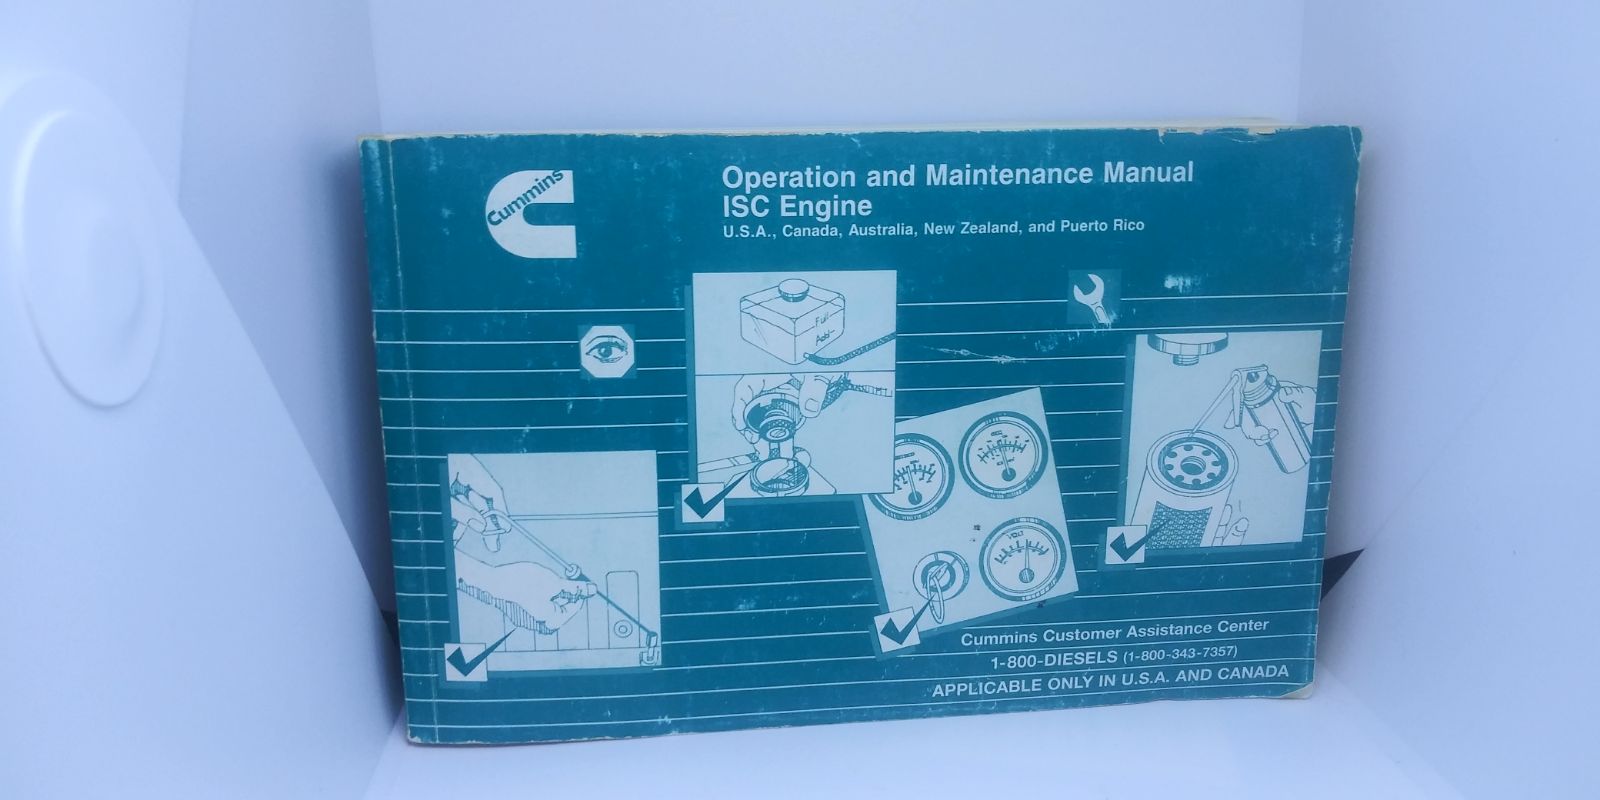 Cummins
Operation and Maintenance Manual
ISC Engine
U.S.A., Canada, Australia, New Zealand, and Puerto Rico
Full
Add
VOLT
Cummins Customer Assistance Center
1-800-DIESELS (1-800-343-7357)
APPLICABLE ONLY IN U.S.A. AND CANADA